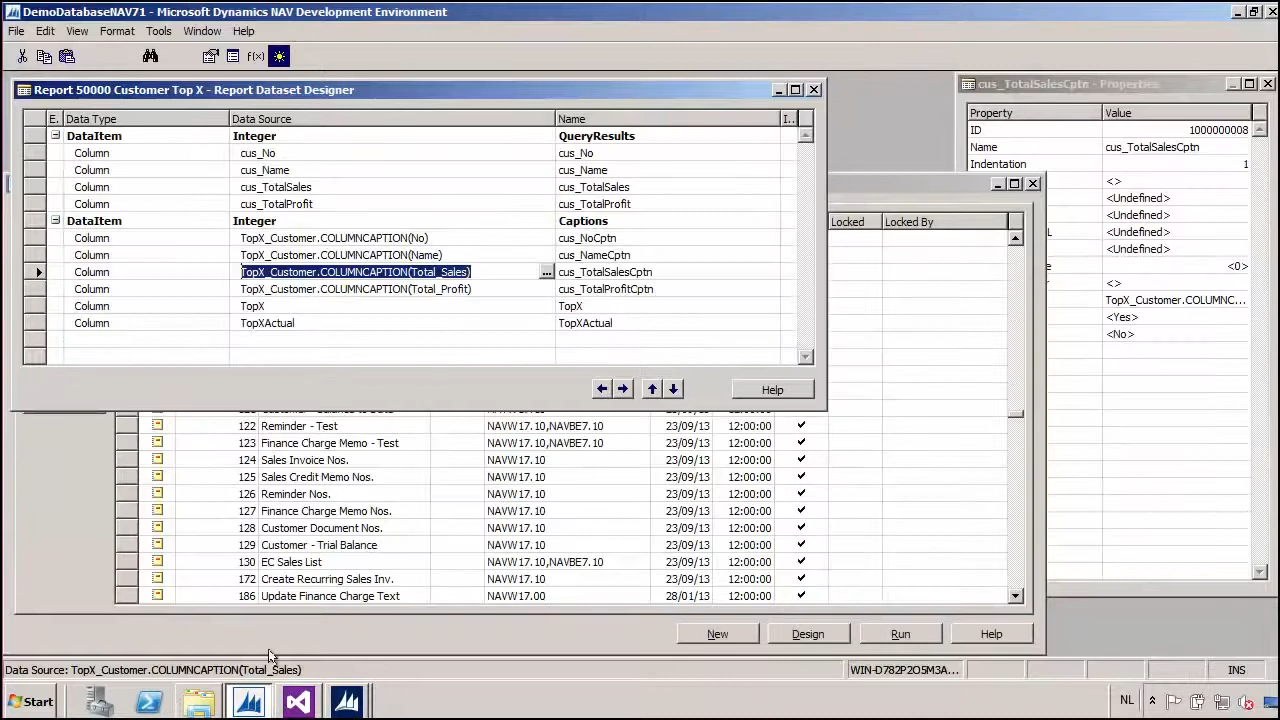 DemoDatabaseNAV71 - Microsoft Dynamics NAV Development Environment
File Edit View Format Tools Window Help
Report 50000 Customer Top X - Report Dataset Designer
E.. Data Type Data Source Name I..
DataItem Integer QueryResults
Column cus_No cus_No
Column cus_Name cus_Name
Column cus_TotalSales cus_TotalSales
Column cus_TotalProfit cus_TotalProfit
DataItem Integer Captions
Column TopX_Customer.COLUMNCAPTION(No) cus_NoCptn
Column TopX_Customer.COLUMNCAPTION(Name) cus_NameCptn
Column TopX_Customer.COLUMNCAPTION(Total_Sales) ... cus_TotalSalesCptn
Column TopX_Customer.COLUMNCAPTION(Total_Profit) cus_TotalProfitCptn
Column TopX TopX
Column TopXActual TopXActual
Help
cus_TotalSalesCptn - Properties
Property Value
ID 1000000008
Name cus_TotalSalesCptn
Indentation 1
<>
<Undefined>
<Undefined>
<Undefined>
<Undefined>
<0>
<>
TopX_Customer.COLUMNC...
<Yes>
<No>
Locked Locked By
122 Reminder - Test NAVW17.10,NAVBE7.10 23/09/13 12:00:00
123 Finance Charge Memo - Test NAVW17.10,NAVBE7.10 23/09/13 12:00:00
124 Sales Invoice Nos. NAVW17.10 23/09/13 12:00:00
125 Sales Credit Memo Nos. NAVW17.10 23/09/13 12:00:00
126 Reminder Nos. NAVW17.10 23/09/13 12:00:00
127 Finance Charge Memo Nos. NAVW17.10 23/09/13 12:00:00
128 Customer Document Nos. NAVW17.10 23/09/13 12:00:00
129 Customer - Trial Balance NAVW17.10 23/09/13 12:00:00
130 EC Sales List NAVW17.10,NAVBE7.10 23/09/13 12:00:00
172 Create Recurring Sales Inv. NAVW17.10 23/09/13 12:00:00
186 Update Finance Charge Text NAVW17.00 28/01/13 12:00:00
New Design Run Help
Data Source: TopX_Customer.COLUMNCAPTION(Total_Sales) WIN-D782P2O5M3A... INS
Start NL